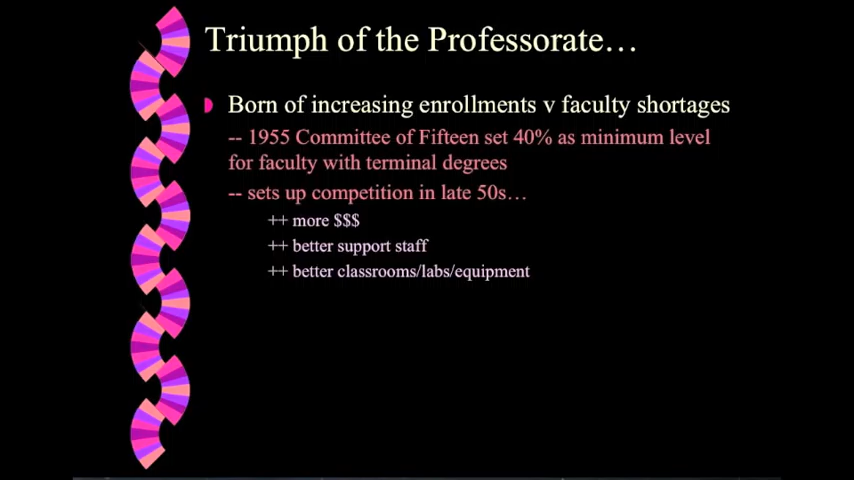 Triumph of the Professorate…
Born of increasing enrollments v faculty shortages
-- 1955 Committee of Fifteen set 40% as minimum level
for faculty with terminal degrees
-- sets up competition in late 50s…
++ more $$$
++ better support staff
++ better classrooms/labs/equipment